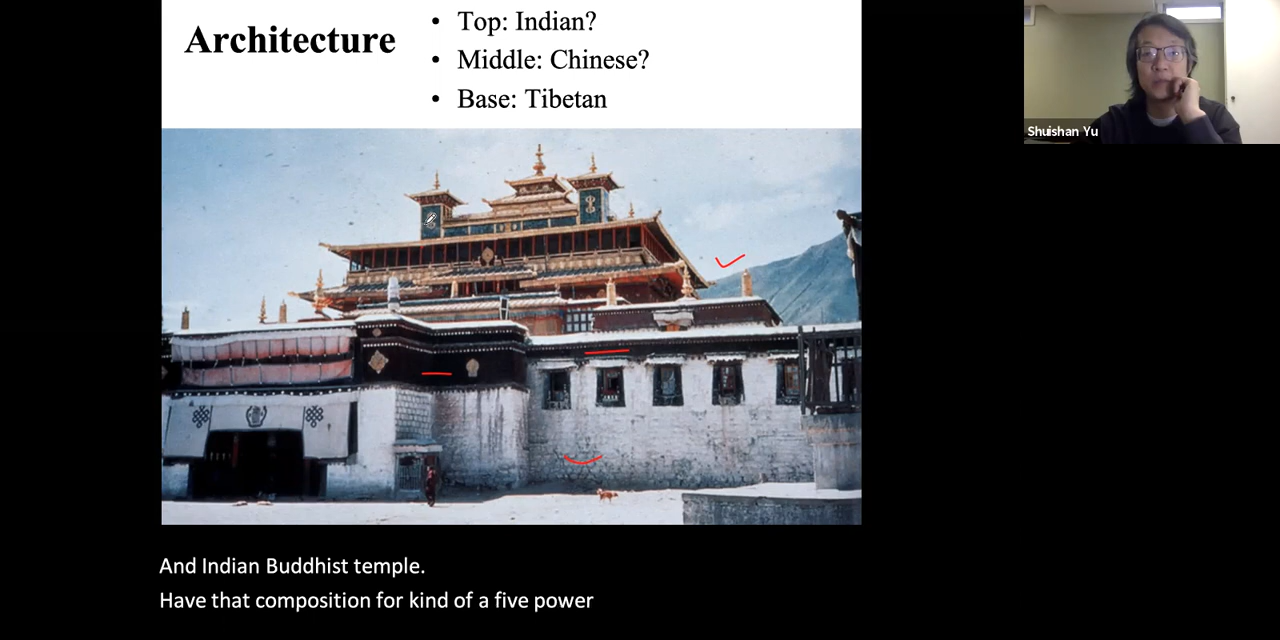 Architecture
• Top: Indian?
• Middle: Chinese?
• Base: Tibetan
Shuishan Yu
And Indian Buddhist temple.
Have that composition for kind of a five power